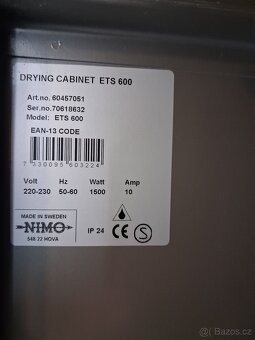 DRYING CABINET ETS 600
Art.no. 60457051
Ser.no. 70618632
Model: ETS 600
EAN-13 CODE
7 330095 603224
Volt Hz Watt Amp
220-230 50-60 1500 10
MADE IN SWEDEN
NIMO
548 22 HOVA
IP 24
CE
S
Bazos.cz